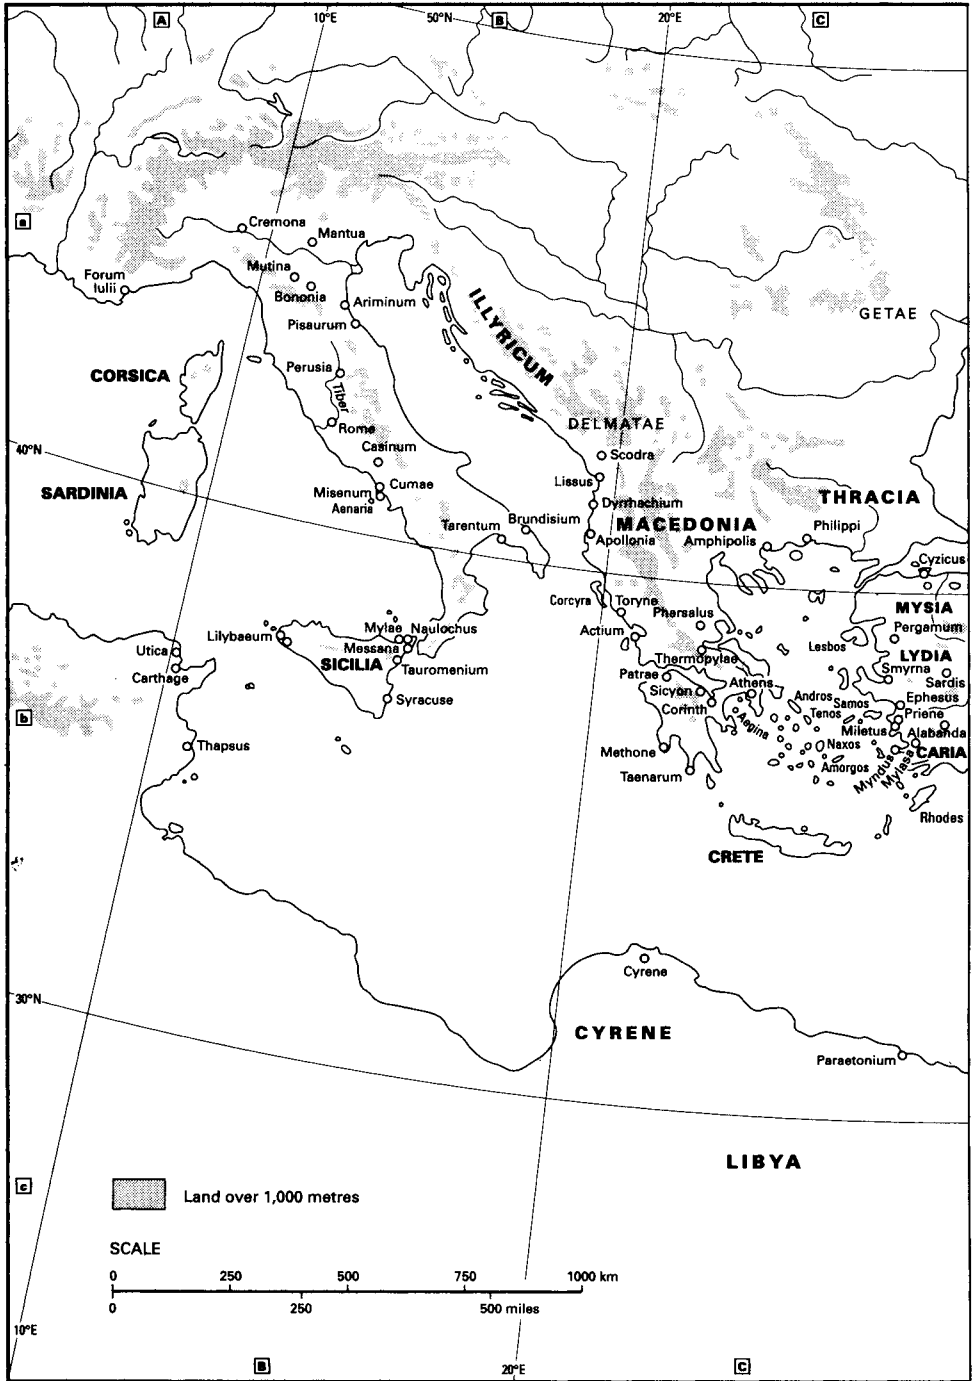 A
10°E
50°N
B
20°E
C
a
Cremona
Mantua
Mutina
Bononia
Forum
Iulii
Ariminum
Pisaurum
ILLYRICUM
GETAE
CORSICA
Perusia
Tiber
Rome
DELMATAE
40°N
Casinum
Scodra
SARDINIA
Misenum
Cumae
Aenaria
Lissus
Dyrrhachium
THRACIA
Tarentum
Brundisium
MACEDONIA
Philippi
Apollonia
Amphipolis
Cyzicus
Corcyra
Toryne
MYSIA
Lilybaeum
Mylae
Naulochus
Actium
Pharsalus
Pergamum
Utica
Messana
Lesbos
SICILIA
Tauromenium
Thermopylae
LYDIA
Carthage
Patrae
Athens
Smyrna
Sardis
Syracuse
Sicyon
Andros
Samos
Ephesus
b
Corinth
Aegina
Tenos
Priene
Miletus
Alabanda
Thapsus
Methone
Naxos
CARIA
Taenarum
Amorgos
Myndus
Mylasa
Rhodes
CRETE
Cyrene
30°N
CYRENE
Paraetonium
LIBYA
c
Land over 1,000 metres
SCALE
0 250 500 750 1000 km
0 250 500 miles
10°E
B
20°E
C